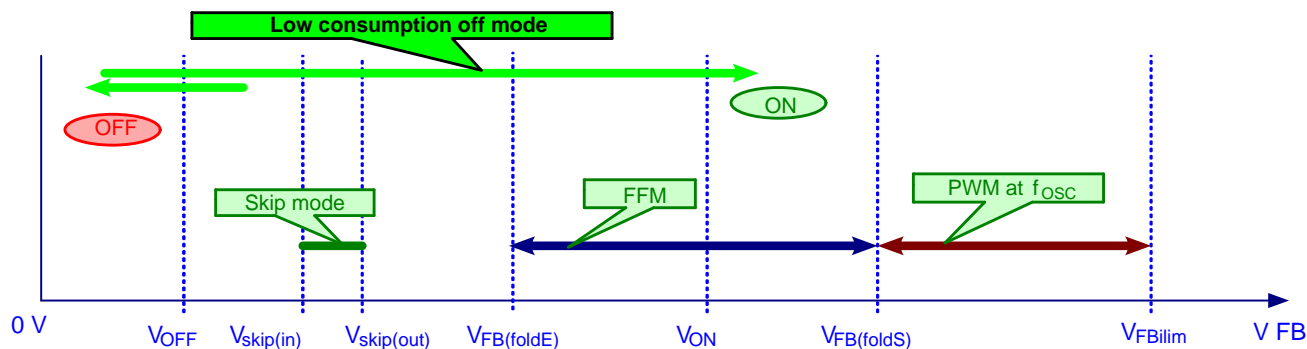 Low consumption off mode
ON
OFF
Skip mode
FFM
PWM at fOSC
0 V
VOFF
Vskip(in)
Vskip(out)
VFB(foldE)
VON
VFB(foldS)
VFBilim
V FB